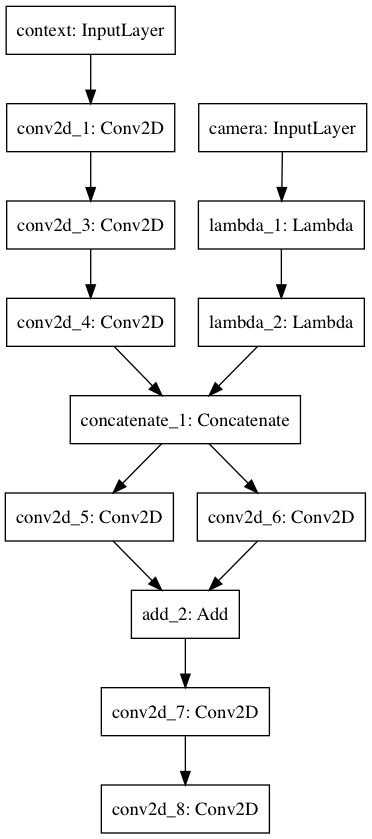 context: InputLayer
conv2d_1: Conv2D
camera: InputLayer
conv2d_3: Conv2D
lambda_1: Lambda
conv2d_4: Conv2D
lambda_2: Lambda
concatenate_1: Concatenate
conv2d_5: Conv2D
conv2d_6: Conv2D
add_2: Add
conv2d_7: Conv2D
conv2d_8: Conv2D